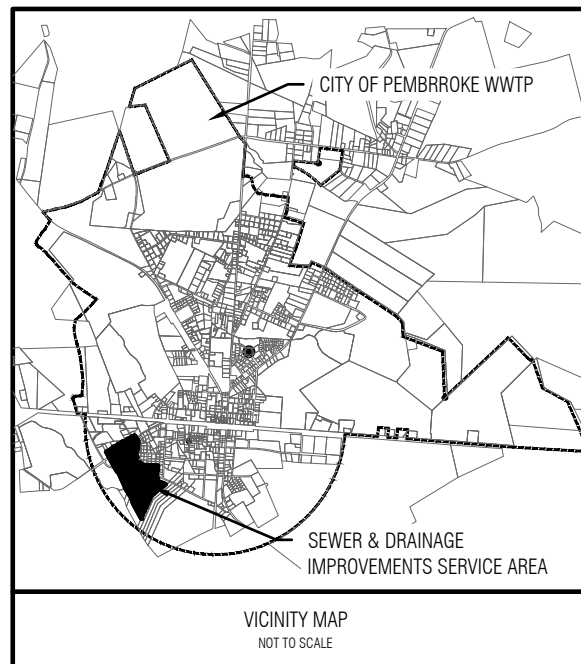 CITY OF PEMBRROKE WWTP
SEWER & DRAINAGE
IMPROVEMENTS SERVICE AREA
VICINITY MAP
NOT TO SCALE